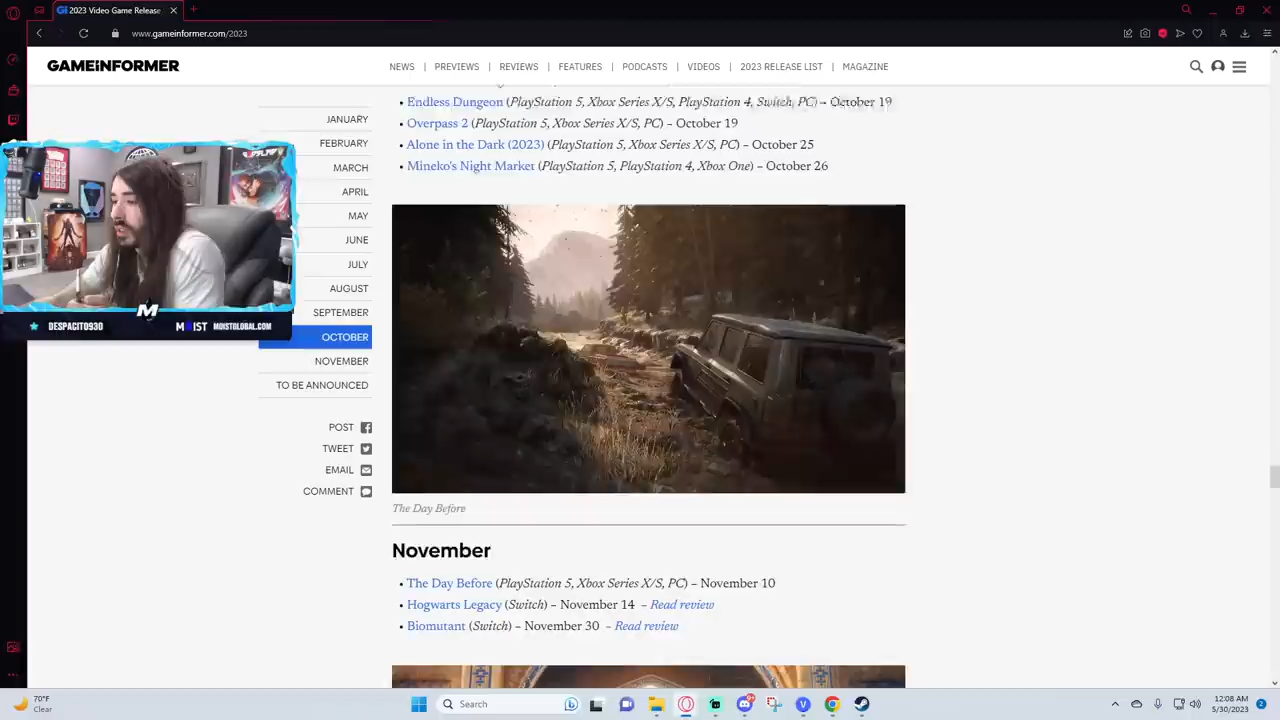 2023 Video Game Release
www.gameinformer.com/2023
GAMEINFORMER
NEWS | PREVIEWS | REVIEWS | FEATURES | PODCASTS | VIDEOS | 2023 RELEASE LIST | MAGAZINE
• Endless Dungeon (PlayStation 5, Xbox Series X/S, PlayStation 4, Switch, PC) – October 19
• Overpass 2 (PlayStation 5, Xbox Series X/S, PC) – October 19
• Alone in the Dark (2023) (PlayStation 5, Xbox Series X/S, PC) – October 25
• Mineko's Night Market (PlayStation 5, PlayStation 4, Xbox One) – October 26
JANUARY
FEBRUARY
MARCH
APRIL
MAY
JUNE
JULY
AUGUST
SEPTEMBER
OCTOBER
NOVEMBER
TO BE ANNOUNCED
POST
TWEET
EMAIL
COMMENT
DESPACITO930
MOIST MOISTGLOBAL.COM
The Day Before
November
• The Day Before (PlayStation 5, Xbox Series X/S, PC) – November 10
• Hogwarts Legacy (Switch) – November 14 – Read review
• Biomutant (Switch) – November 30 – Read review
70°F
Clear
Search
12:08 AM
5/30/2023